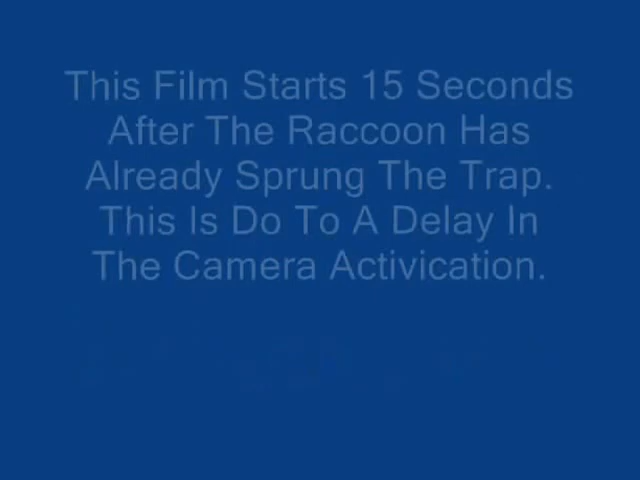 This Film Starts 15 Seconds
After The Raccoon Has
Already Sprung The Trap.
This Is Do To A Delay In
The Camera Activication.